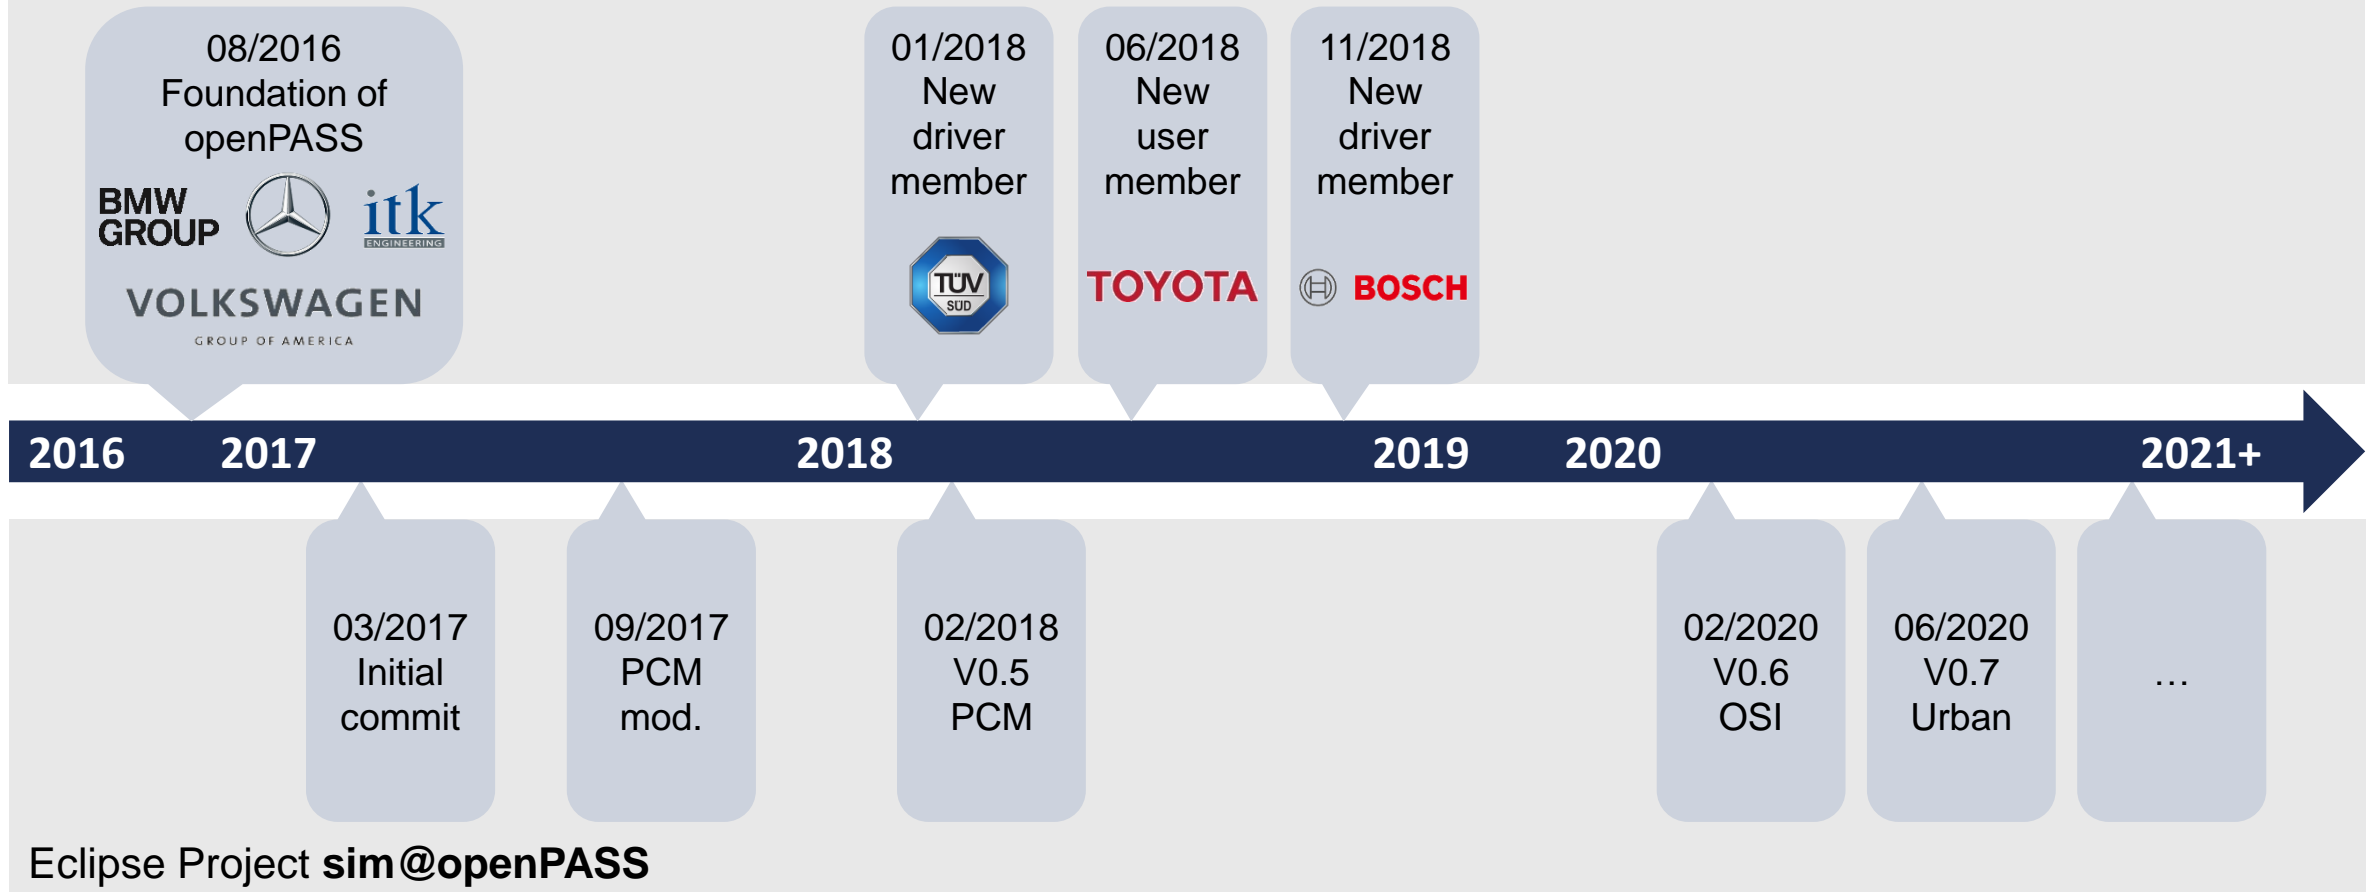 08/2016
Foundation of
openPASS
BMW
GROUP
itk
ENGINEERING
VOLKSWAGEN
GROUP OF AMERICA
01/2018
New
driver
member
TÜV
SÜD
06/2018
New
user
member
TOYOTA
11/2018
New
driver
member
BOSCH
2016 2017 2018 2019 2020 2021+
03/2017
Initial
commit
09/2017
PCM
mod.
02/2018
V0.5
PCM
02/2020
V0.6
OSI
06/2020
V0.7
Urban
…
Eclipse Project sim@openPASS